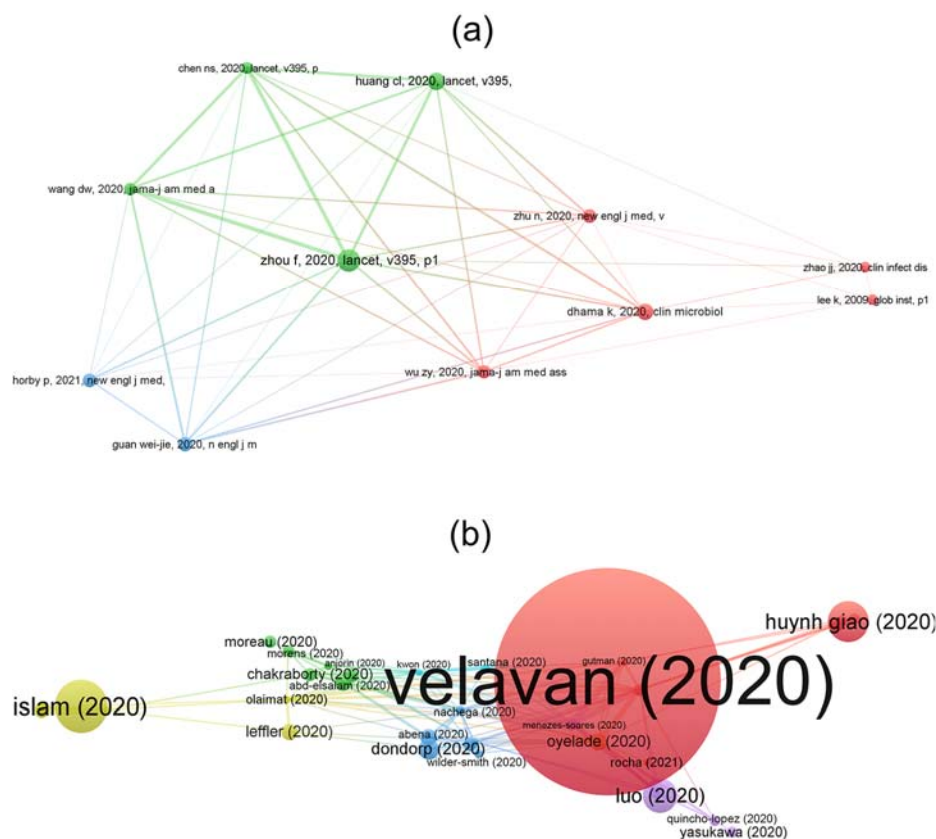 (a)
chen ns, 2020, lancet, v395, p
huang cl, 2020, lancet, v395,
wang dw, 2020, jama-j am med a
zhu n, 2020, new engl j med, v
zhou f, 2020, lancet, v395, p1
zhao jj, 2020, clin infect dis
lee k, 2009, glob inst, p1
dhama k, 2020, clin microbiol
wu zy, 2020, jama-j am med ass
horby p, 2021, new engl j med,
guan wei-jie, 2020, n engl j m
(b)
huynh giao (2020)
moreau (2020)
morens (2020)
anjorin (2020)
kwon (2020)
santana (2020)
gutman (2020)
chakraborty (2020)
abd-elsalam (2020)
velavan (2020)
olaimat (2020)
islam (2020)
nachega (2020)
menezes-soares (2020)
leffler (2020)
abena (2020)
oyelade (2020)
dondorp (2020)
wilder-smith (2020)
rocha (2021)
luo (2020)
quincho-lopez (2020)
yasukawa (2020)